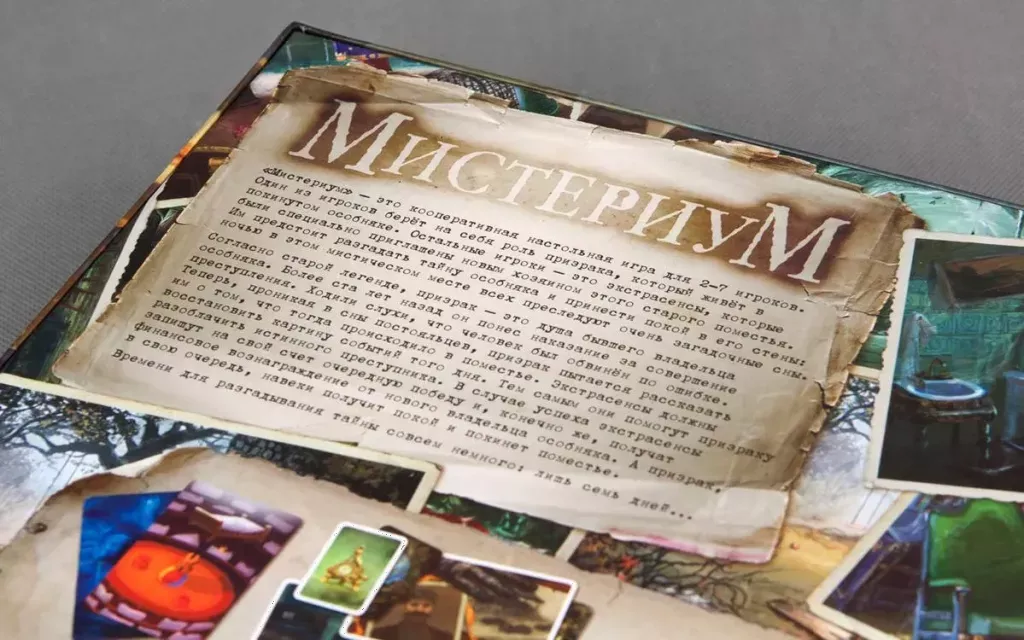 МИСТЕРИУМ
«Мистериум» — это кооперативная настольная игра для 2–7 игроков.
Один из игроков берёт на себя роль призрака, который живёт в
покинутом особняке. Остальные игроки — это экстрасенсы, которые
были специально приглашены новым хозяином этого старого поместья.
Им предстоит разгадать тайну особняка и принести покой в его стены.
ночью в этом мистическом месте всех преследуют очень загадочные сны.
Согласно старой легенде, призрак — это душа бывшего владельца
особняка. Более ста лет назад он понес наказание за совершение
преступления. Ходили слухи, что человек был обвинён по ошибке.
Теперь, проникая в сны постояльцев, призрак пытается рассказать
им о том, что тогда происходило в поместье. Экстрасенсы должны
восстановить картину событий того дня. Тем самым они помогут призраку
разоблачить истинного преступника. В случае успеха экстрасенсы
запишут на свой счет очередную победу и, конечно же, получат
финансовое вознаграждение от нового владельца особняка. А призрак,
в свою очередь, навеки получит покой и покинет поместье.
Времени для разгадывания тайны совсем немного: лишь семь дней...